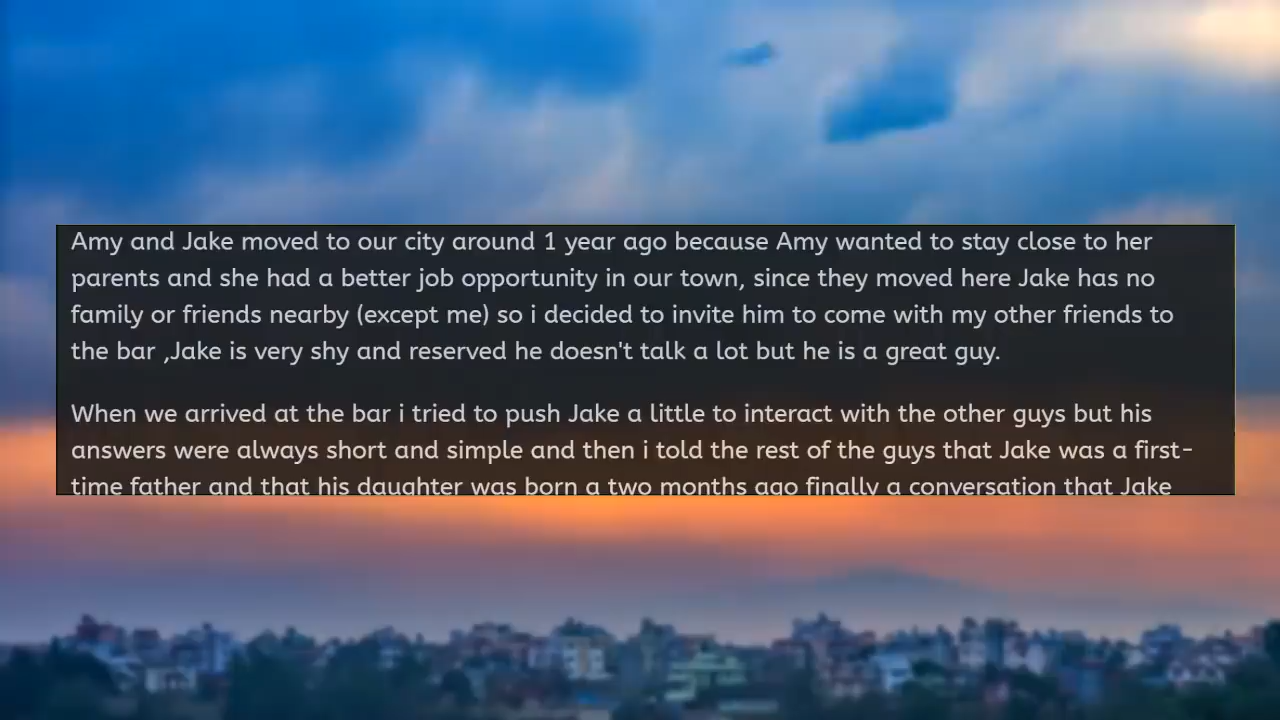 Amy and Jake moved to our city around 1 year ago because Amy wanted to stay close to her
parents and she had a better job opportunity in our town, since they moved here Jake has no
family or friends nearby (except me) so i decided to invite him to come with my other friends to
the bar ,Jake is very shy and reserved he doesn't talk a lot but he is a great guy.
When we arrived at the bar i tried to push Jake a little to interact with the other guys but his
answers were always short and simple and then i told the rest of the guys that Jake was a first-
time father and that his daughter was born a two months ago finally a conversation that Jake